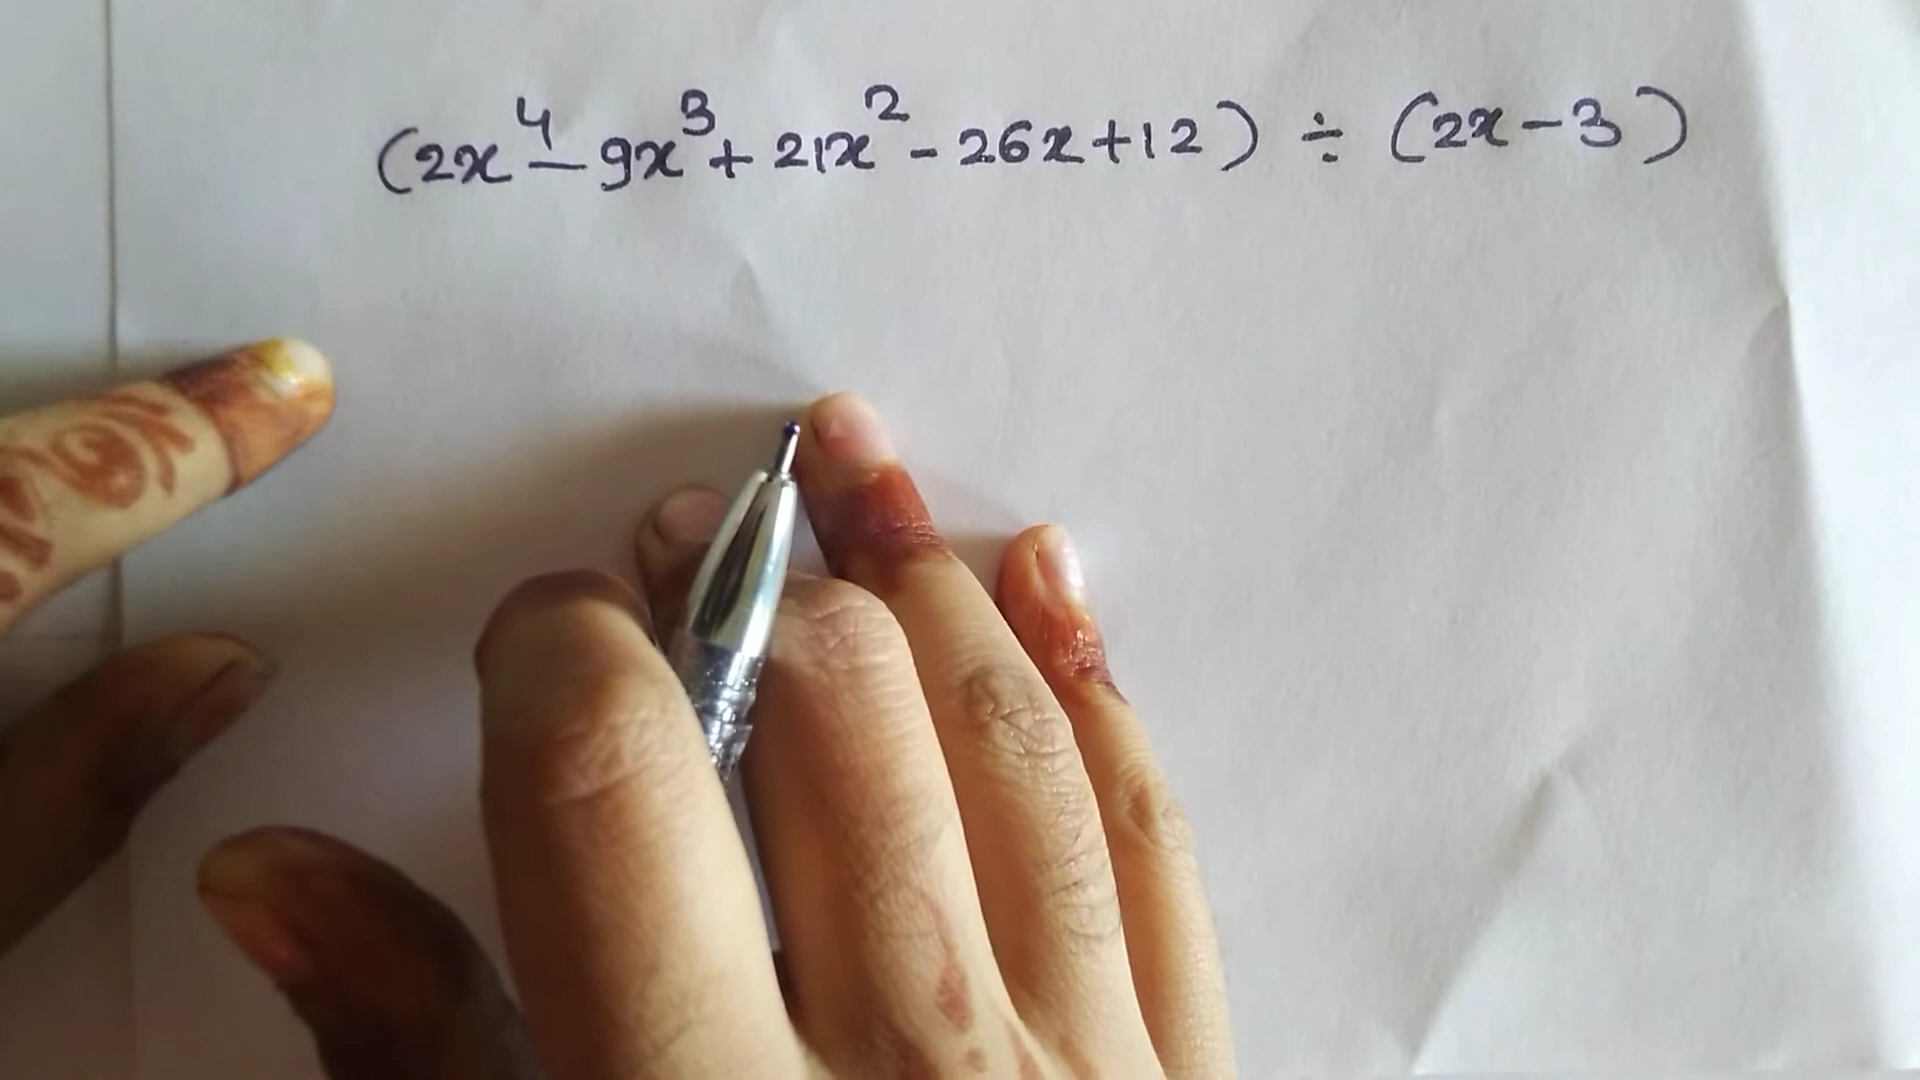 (2x⁴ - 9x³ + 21x² - 26x + 12) ÷ (2x - 3)